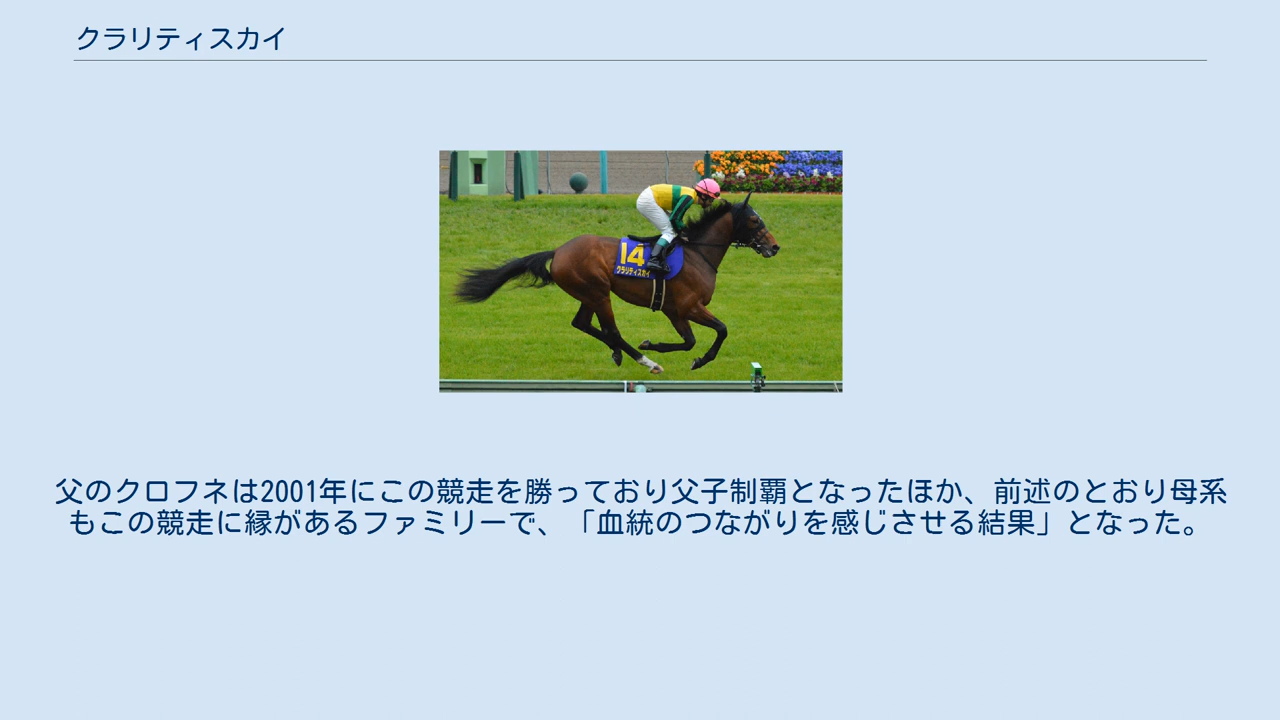 クラリティスカイ
14
クラリティスカイ
父のクロフネは2001年にこの競走を勝っており父子制覇となったほか、前述のとおり母系
もこの競走に縁があるファミリーで、「血統のつながりを感じさせる結果」となった。